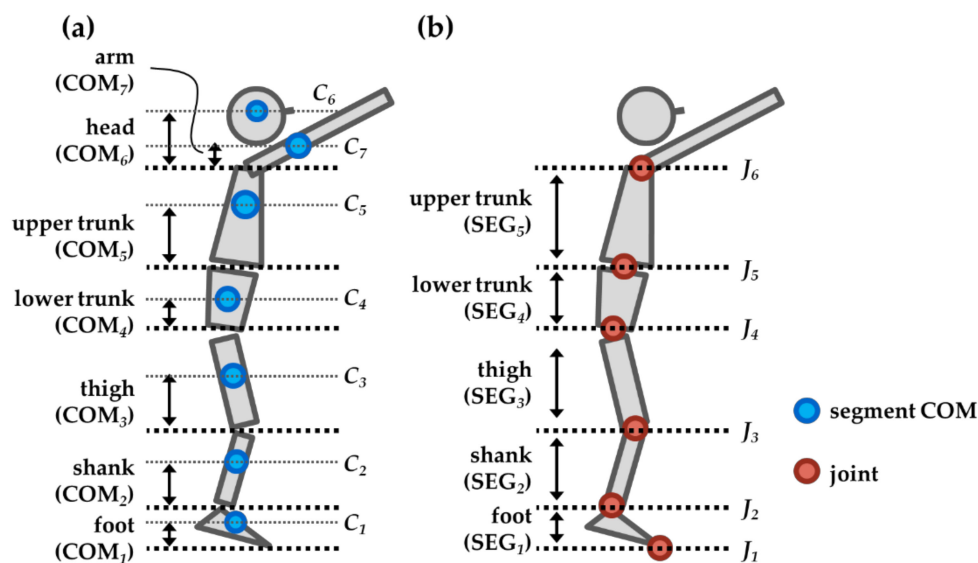 (a)
arm
(COM7)
C6
head
(COM6)
C7
C5
upper trunk
(COM5)
lower trunk
(COM4)
C4
thigh
(COM3)
C3
shank
(COM2)
C2
foot
(COM1)
C1
(b)
J6
upper trunk
(SEG5)
J5
lower trunk
(SEG4)
J4
thigh
(SEG3)
J3
shank
(SEG2)
J2
foot
(SEG1)
J1
segment COM
joint